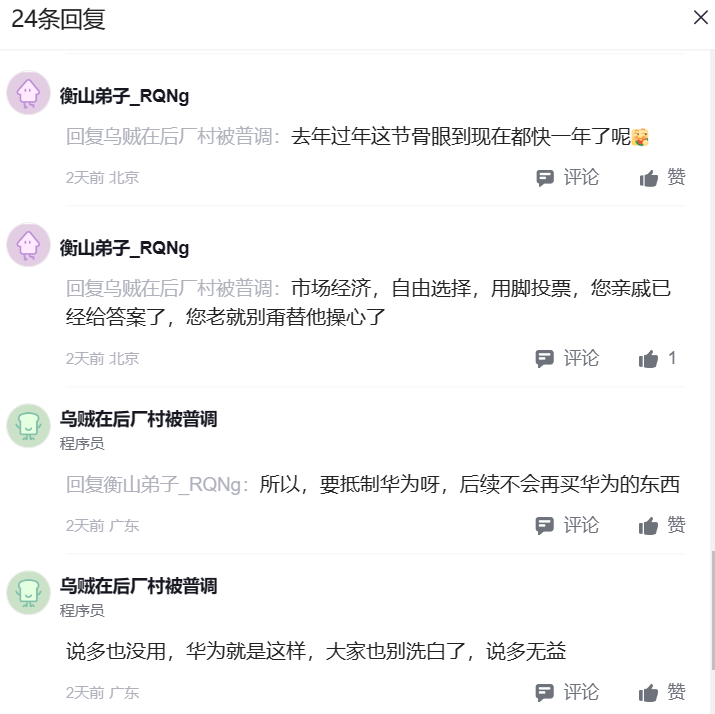 24条回复
衡山弟子_RQNg
回复乌贼在后厂村被普调：去年过年这节骨眼到现在都快一年了呢
2天前 北京
评论
赞
衡山弟子_RQNg
回复乌贼在后厂村被普调：市场经济，自由选择，用脚投票，您亲戚已
经给答案了，您老就别甭替他操心了
2天前 北京
评论
1
乌贼在后厂村被普调
程序员
回复衡山弟子_RQNg：所以，要抵制华为呀，后续不会再买华为的东西
2天前 广东
评论
赞
乌贼在后厂村被普调
程序员
说多也没用，华为就是这样，大家也别洗白了，说多无益
2天前 广东
评论
赞